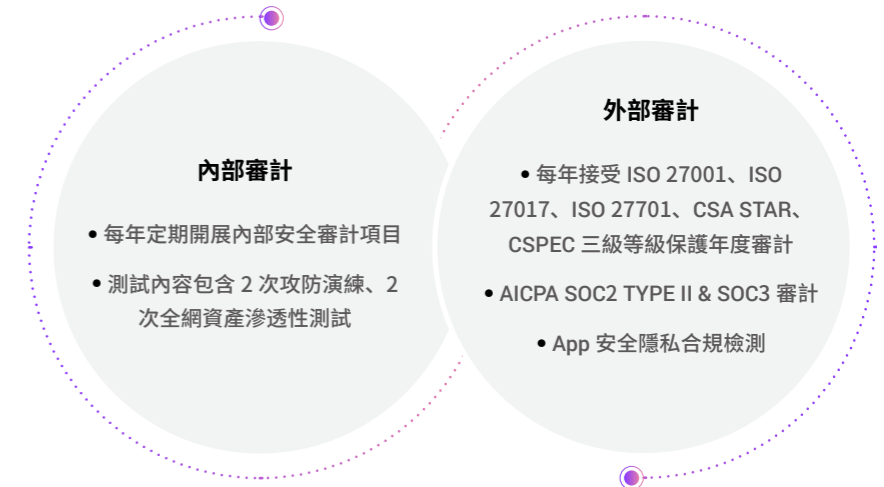 內部審計
• 每年定期開展內部安全審計項目
• 測試內容包含 2 次攻防演練、2
次全網資產滲透性測試
外部審計
• 每年接受 ISO 27001、ISO
27017、ISO 27701、CSA STAR、
CSPEC 三級等級保護年度審計
• AICPA SOC2 TYPE II & SOC3 審計
• App 安全隱私合規檢測